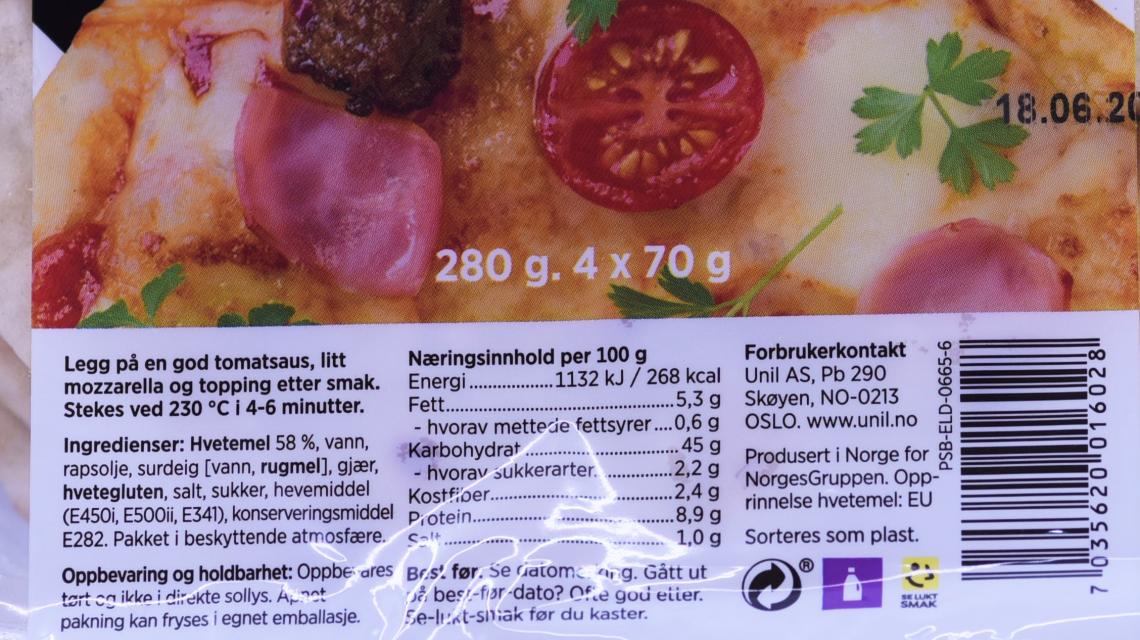 18.06.20
280 g. 4 x 70 g
Legg på en god tomatsaus, litt
mozzarella og topping etter smak.
Stekes ved 230 °C i 4-6 minutter.
Ingredienser: Hvetemel 58 %, vann,
rapsolje, surdeig [vann, rugmel], gjær,
hvetegluten, salt, sukker, hevemiddel
(E450i, E500ii, E341), konserveringsmiddel
E282. Pakket i beskyttende atmosfære.
Oppbevaring og holdbarhet: Oppbevares
tørt og ikke i direkte sollys. Åpnet
pakning kan fryses i egnet emballasje.
Næringsinnhold per 100 g
Energi...............1132 kJ / 268 kcal
Fett.......................................5,3 g
- hvorav mettede fettsyrer....0,6 g
Karbohydrat..........................45 g
- hvorav sukkerarter..............2,2 g
Kostfiber...............................2,4 g
Protein..................................8,9 g
Salt.......................................1,0 g
Best før: Se datomerking. Gått ut
på best-før-dato? Ofte god etter.
Se-lukt-smak før du kaster.
Forbrukerkontakt
Unil AS, Pb 290
Skøyen, NO-0213
OSLO. www.unil.no
Produsert i Norge for
NorgesGruppen. Opp-
rinnelse hvetemel: EU
Sorteres som plast.
®
SE LUKT
SMAK
PSB-ELD-0665-6
7 035620 016028